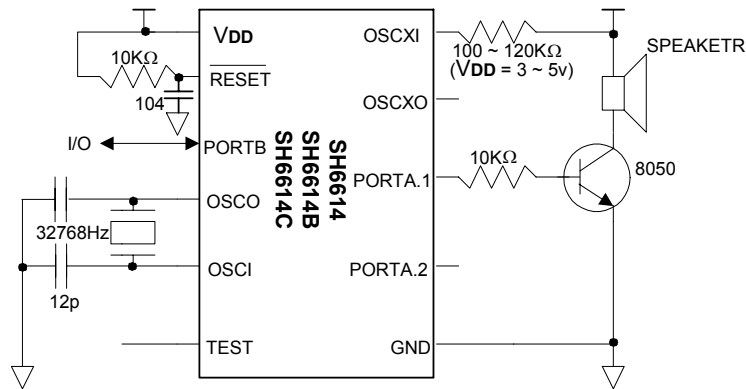 VDD
10KΩ
RESET
104
I/O
PORTB
OSCO
32768Hz
OSCI
12p
TEST
SH6614
SH6614B
SH6614C
OSCXI
100 ~ 120KΩ
(VDD = 3 ~ 5v)
SPEAKETR
OSCXO
10KΩ
PORTA.1
8050
PORTA.2
GND